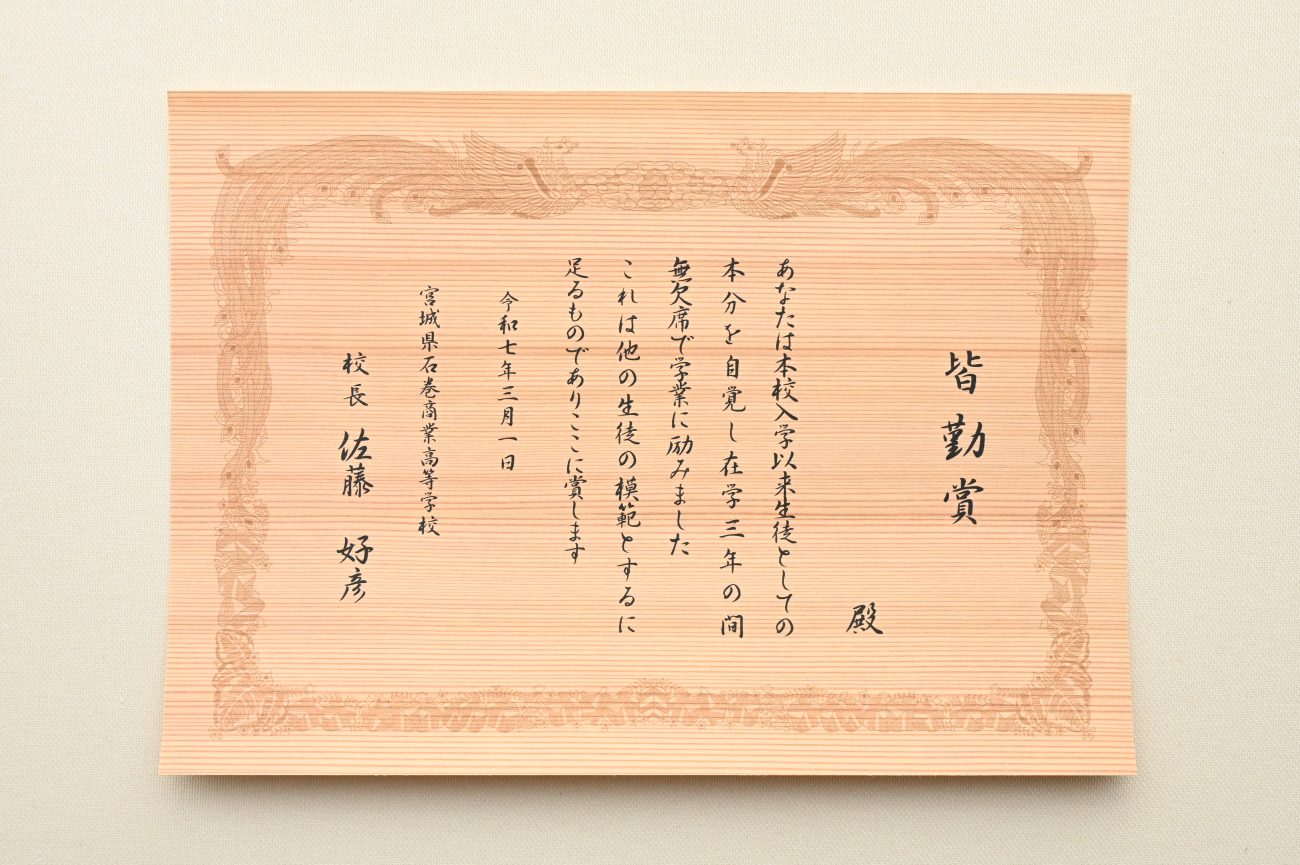 皆勤賞
殿
あなたは本校入学以来生徒としての
本分を自覚し在学三年の間
無欠席で学業に励みました
これは他の生徒の模範とするに
足るものでありここに賞します
令和七年三月一日
宮城県石巻商業高等学校
校長 佐藤 好彦